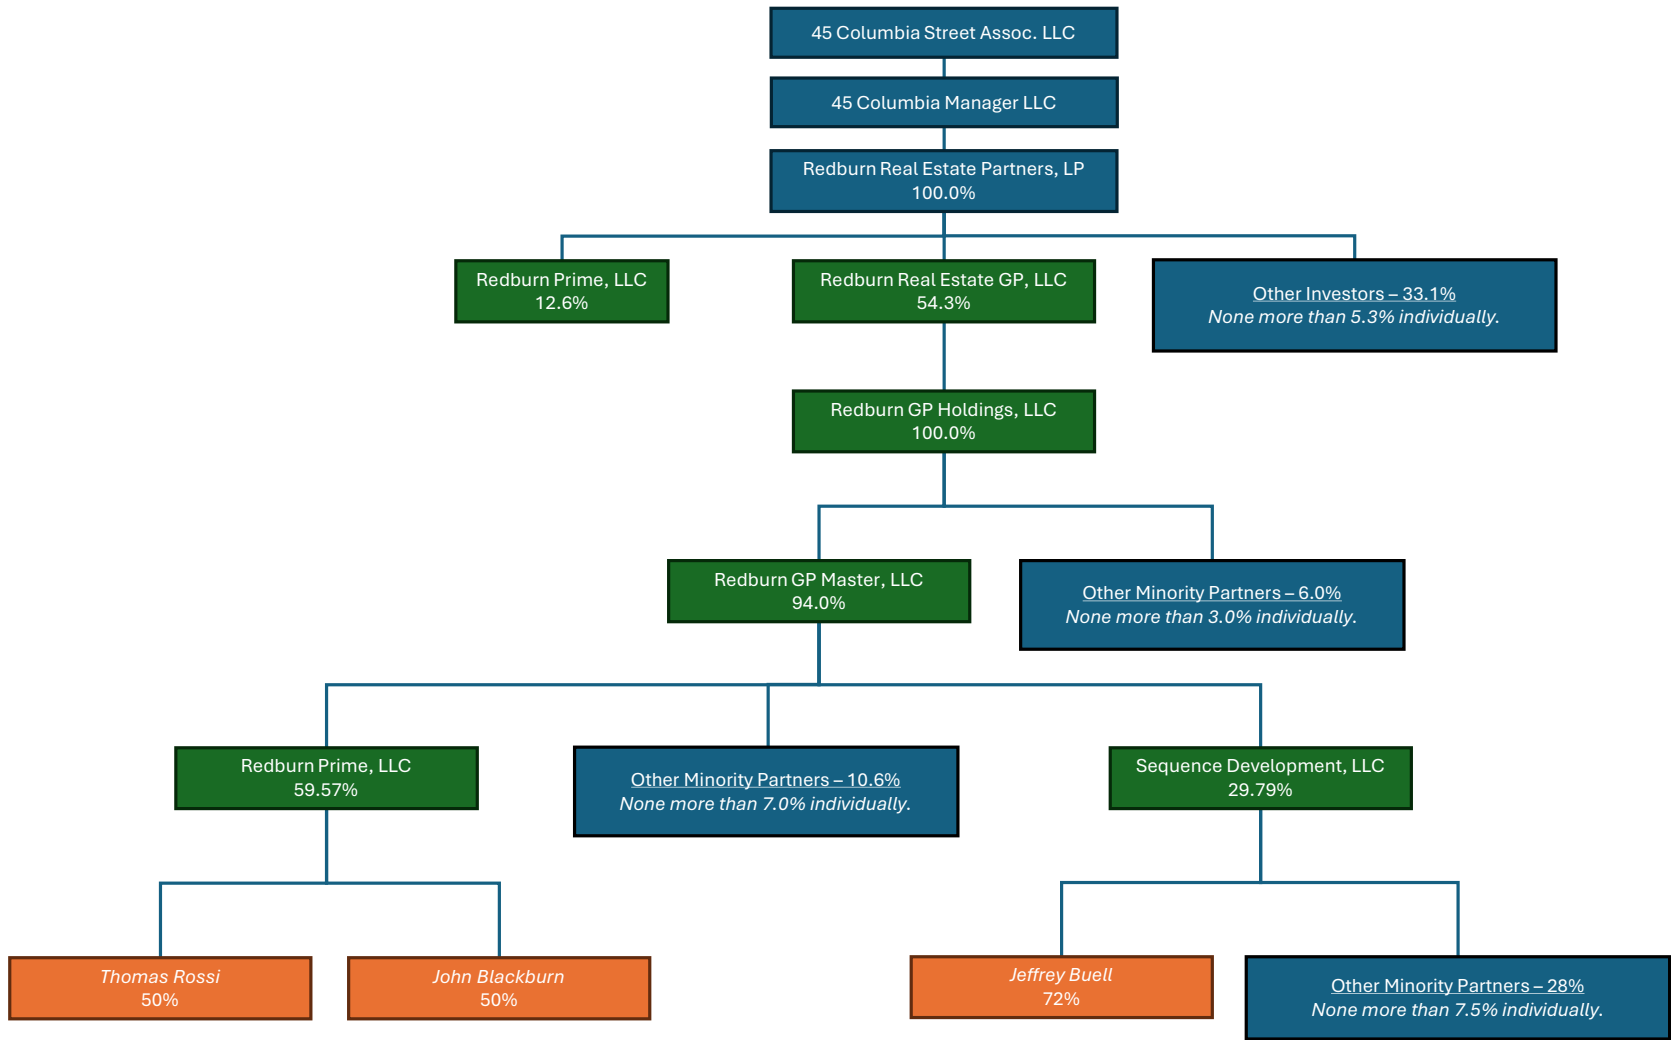 45 Columbia Street Assoc. LLC
45 Columbia Manager LLC
Redburn Real Estate Partners, LP
100.0%
Redburn Prime, LLC
12.6%
Redburn Real Estate GP, LLC
54.3%
Other Investors – 33.1%
None more than 5.3% individually.
Redburn GP Holdings, LLC
100.0%
Redburn GP Master, LLC
94.0%
Other Minority Partners – 6.0%
None more than 3.0% individually.
Redburn Prime, LLC
59.57%
Other Minority Partners – 10.6%
None more than 7.0% individually.
Sequence Development, LLC
29.79%
Thomas Rossi
50%
John Blackburn
50%
Jeffrey Buell
72%
Other Minority Partners – 28%
None more than 7.5% individually.